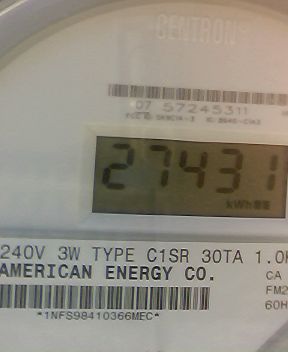 CENTRON
07 57245311
27431
kWh
240V 3W TYPE C1SR 30TA 1.0
AMERICAN ENERGY CO.
CA
FM2
60H
*1NFS98410366MEC*